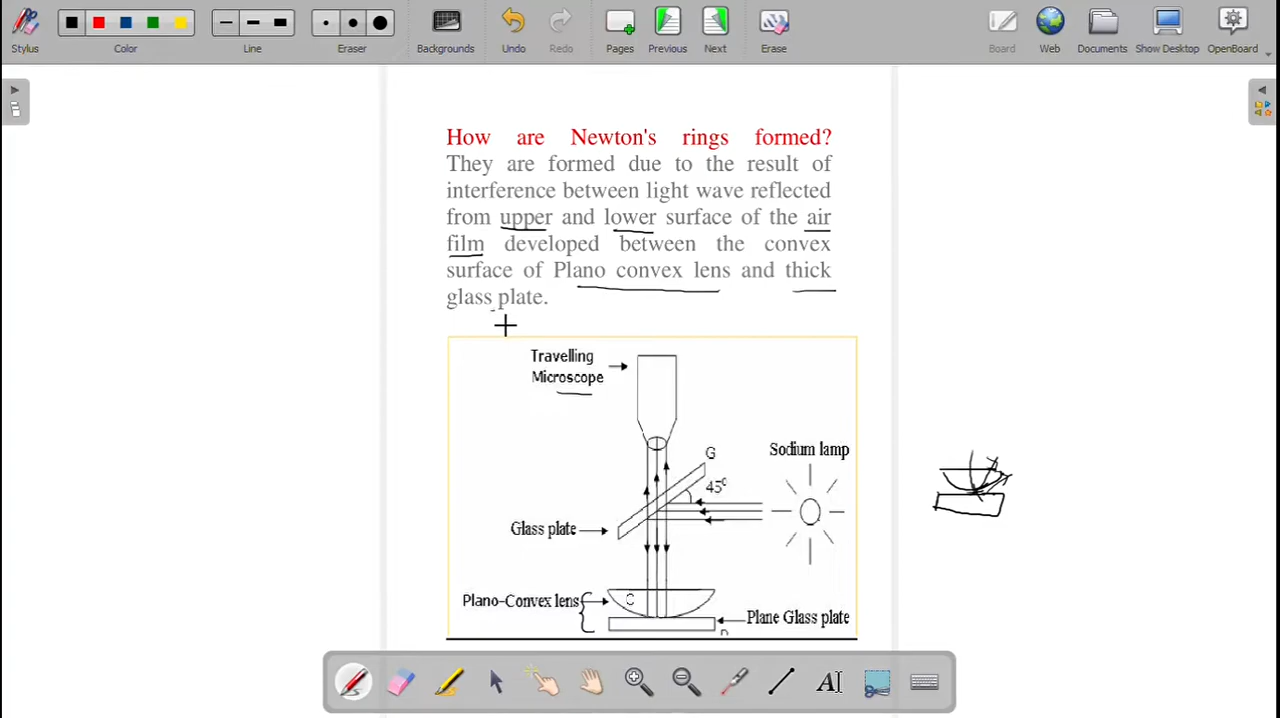 Stylus
Color
Line
Eraser
Backgrounds
Undo
Redo
Pages
Previous
Next
Erase
Board
Web
Documents
Show Desktop
OpenBoard
How are Newton's rings formed?
They are formed due to the result of
interference between light wave reflected
from upper and lower surface of the air
film developed between the convex
surface of Plano convex lens and thick
glass plate.
Travelling
Microscope
G
Sodium lamp
45⁰
Glass plate
Plano-Convex lens
C
Plane Glass plate
AI